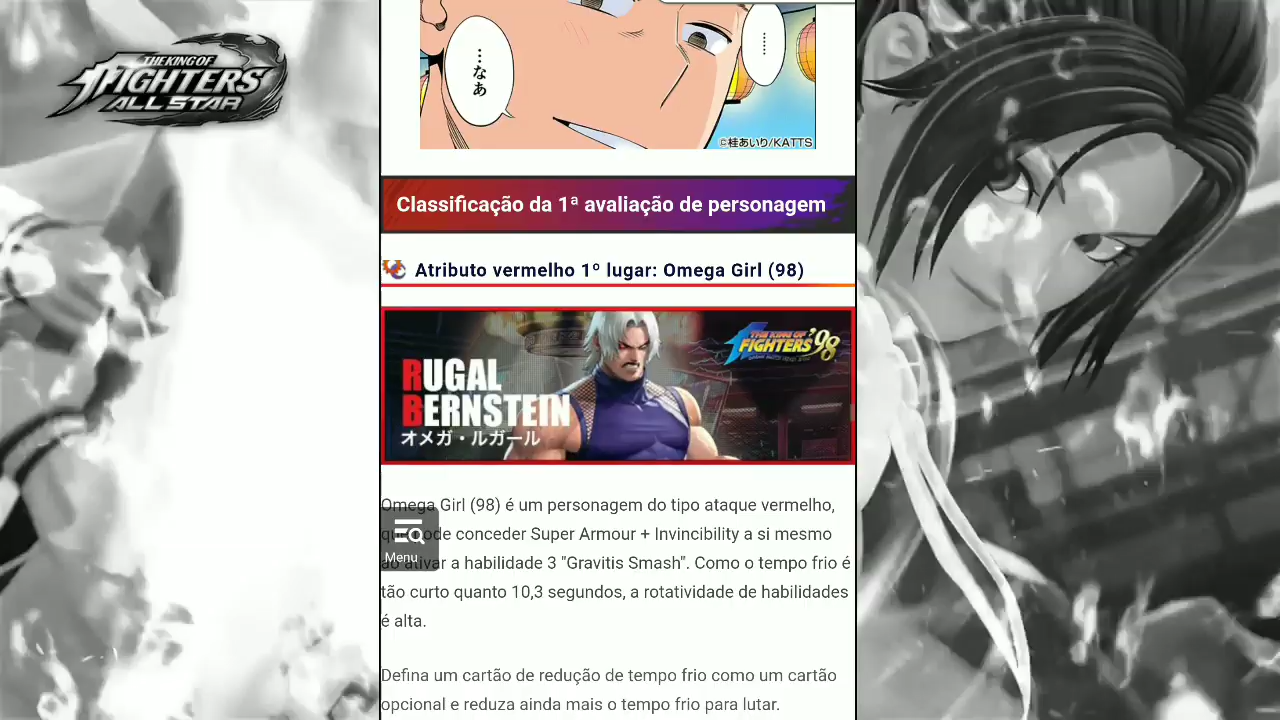 THE KING OF
FIGHTERS
ALL STAR
…なあ
……
©桂あいり/KATTS
Classificação da 1ª avaliação de personagem
Atributo vermelho 1º lugar: Omega Girl (98)
THE KING OF
FIGHTERS'98
RUGAL
BERNSTEIN
オメガ・ルガール
Omega Girl (98) é um personagem do tipo ataque vermelho,
que pode conceder Super Armour + Invincibility a si mesmo
Menu
ao ativar a habilidade 3 "Gravitis Smash". Como o tempo frio é
tão curto quanto 10,3 segundos, a rotatividade de habilidades
é alta.
Defina um cartão de redução de tempo frio como um cartão
opcional e reduza ainda mais o tempo frio para lutar.